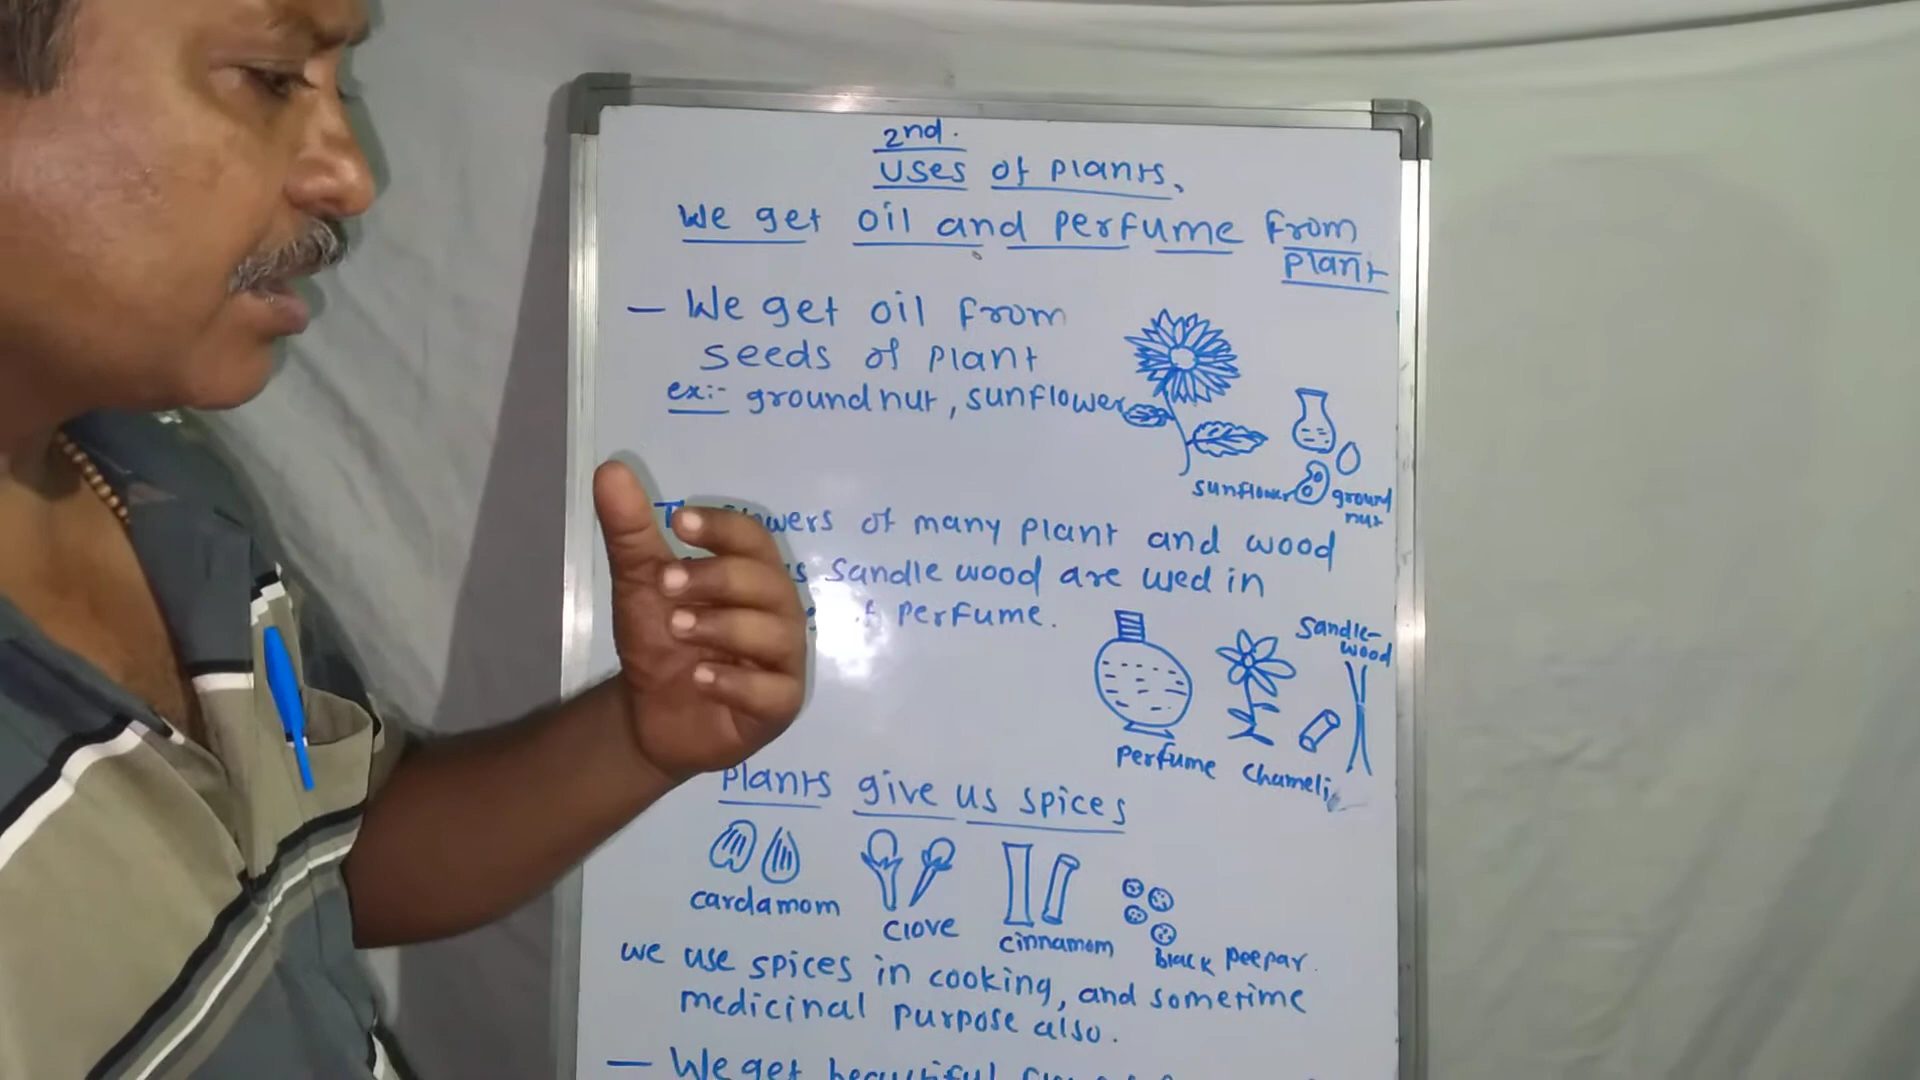 2nd.
Uses of plants.
We get oil and perfume from
plant
— We get oil from
seeds of plant
ex:- groundnut, sunflower
sunflower
ground
nut
flowers of many plant and wood
Sandle wood are used in
perfume.
Sandle-
wood
perfume
chameli
Plants give us spices
cardamom
clove
cinnamom
black peepar.
we use spices in cooking, and sometime
medicinal purpose also.
— We get beautiful